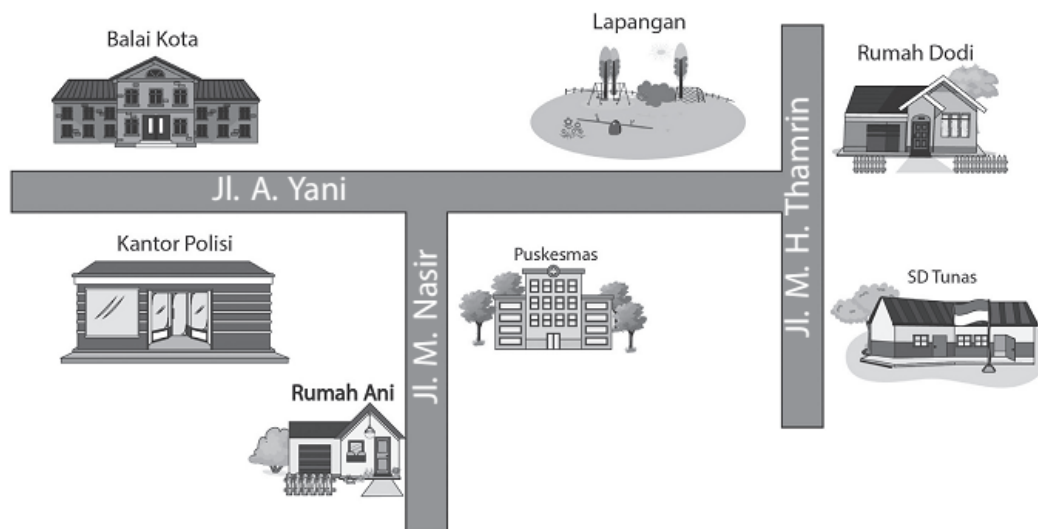 Lapangan
Balai Kota
Rumah Dodi
Jl. A. Yani
Jl. M. H. Thamrin
Kantor Polisi
Jl. M. Nasir
Puskesmas
SD Tunas
Rumah Ani